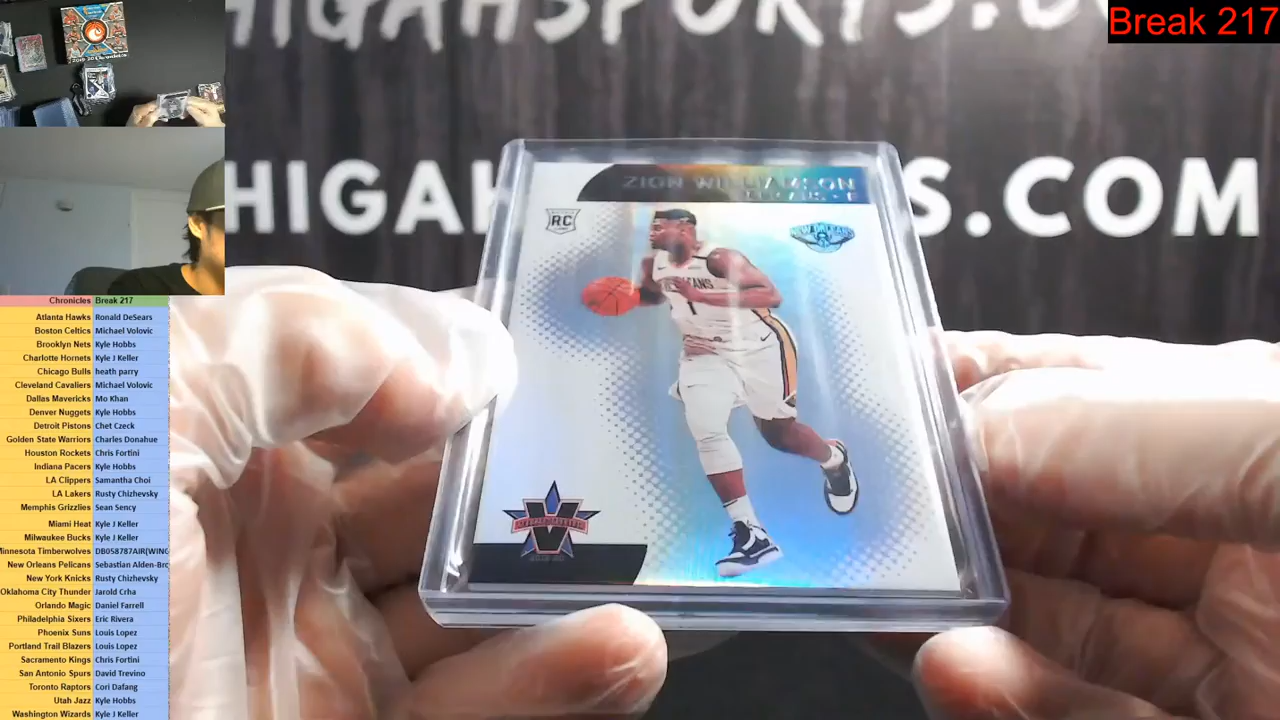 Break 217
HIGAHSPORTS.CO
HIGAH S.COM
ZION WILLIAMSON
RC
NEW ORLEANS
1
V
Chronicles Break 217
Atlanta Hawks Ronald DeSears
Boston Celtics Michael Volovic
Brooklyn Nets Kyle Hobbs
Charlotte Hornets Kyle J Keller
Chicago Bulls heath parry
Cleveland Cavaliers Michael Volovic
Dallas Mavericks Mo Khan
Denver Nuggets Kyle Hobbs
Detroit Pistons Chet Czeck
Golden State Warriors Charles Donahue
Houston Rockets Chris Fortini
Indiana Pacers Kyle Hobbs
LA Clippers Samantha Choi
LA Lakers Rusty Chizhevsky
Memphis Grizzlies Sean Sency
Miami Heat Kyle J Keller
Milwaukee Bucks Kyle J Keller
Minnesota Timberwolves DB058787AIR(WING
New Orleans Pelicans Sebastian Alden-Bro
New York Knicks Rusty Chizhevsky
Oklahoma City Thunder Jarold Crha
Orlando Magic Daniel Farrell
Philadelphia Sixers Eric Rivera
Phoenix Suns Louis Lopez
Portland Trail Blazers Louis Lopez
Sacramento Kings Chris Fortini
San Antonio Spurs David Trevino
Toronto Raptors Cori Dafang
Utah Jazz Kyle Hobbs
Washington Wizards Kyle J Keller